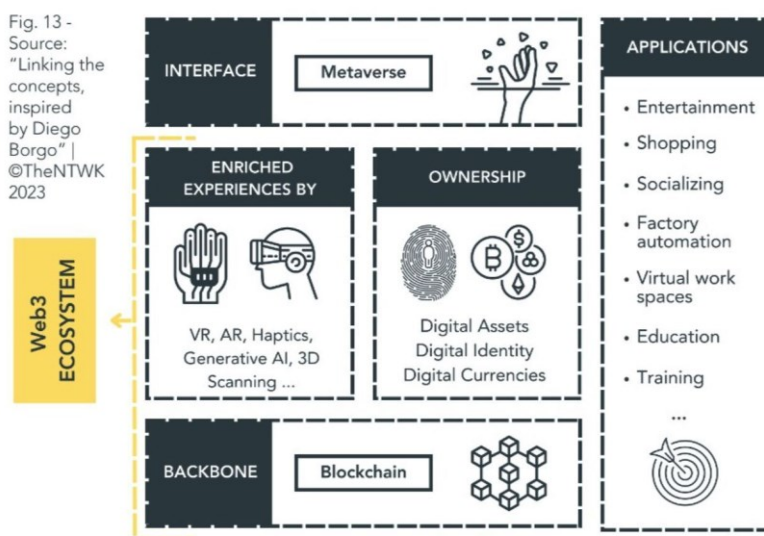 Fig. 13 -
Source:
“Linking the
concepts,
inspired
by Diego
Borgo” |
©TheNTWK
2023
Web3
ECOSYSTEM
INTERFACE
Metaverse
ENRICHED
EXPERIENCES BY
VR, AR, Haptics,
Generative AI, 3D
Scanning ...
OWNERSHIP
Digital Assets
Digital Identity
Digital Currencies
BACKBONE
Blockchain
APPLICATIONS
• Entertainment
• Shopping
• Socializing
• Factory
automation
• Virtual work
spaces
• Education
• Training
...